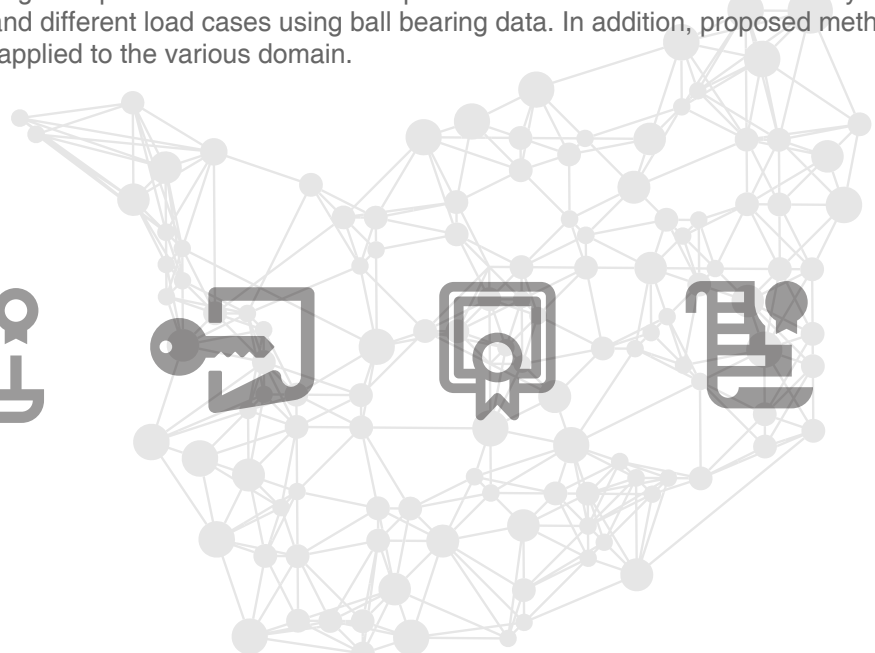 and different load cases using ball bearing data. In addition, proposed meth
applied to the various domain.